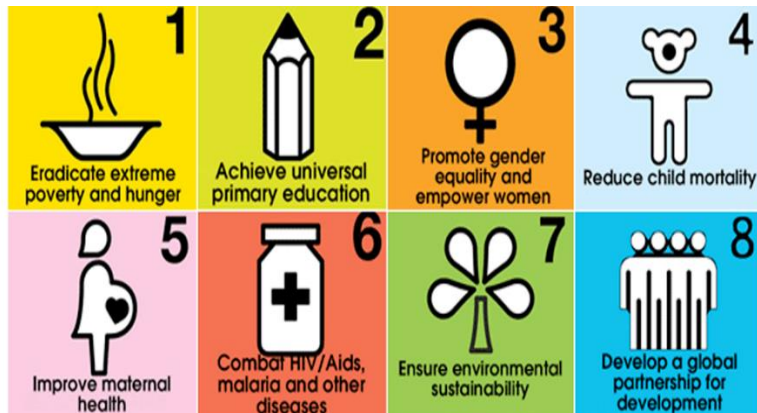 1
Eradicate extreme
poverty and hunger
2
Achieve universal
primary education
3
Promote gender
equality and
empower women
4
Reduce child mortality
5
Improve maternal
health
6
Combat HIV/Aids,
malaria and other
diseases
7
Ensure environmental
sustainability
8
Develop a global
partnership for
development